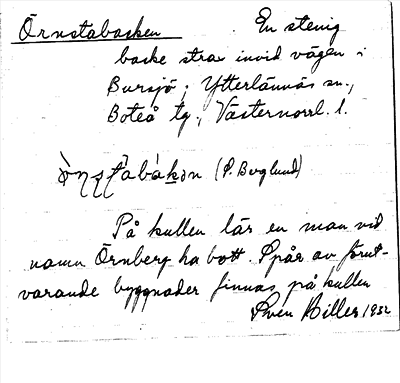 Örnstabacken . En stenig
backe strax invid vägen i
Bursjö, Ytterlännäs sn.,
Boteå tg., Västernorrl. l.
(P. Berglund)
På kullen lär en man vid
namn Örnberg ha bott. Spår av förut-
varande byggnader finnas på kullen
Sven Hiller 1932